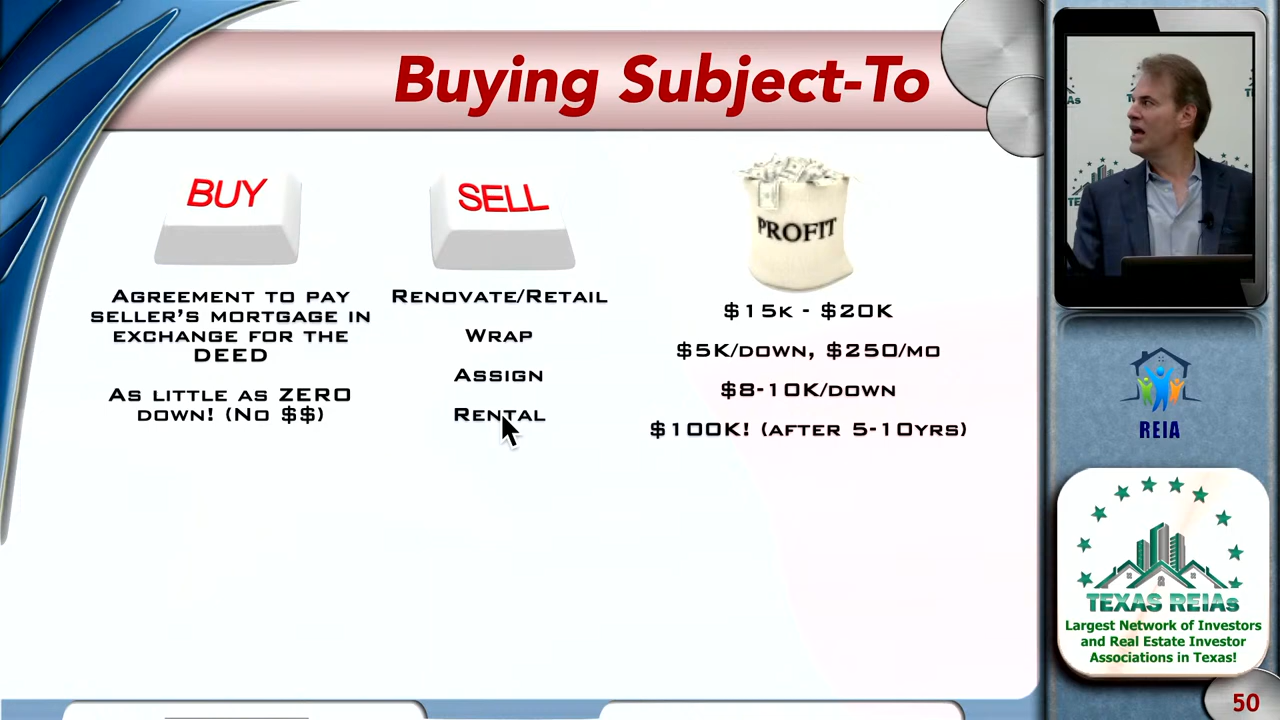 Buying Subject-To
BUY
SELL
PROFIT
AGREEMENT TO PAY
SELLER'S MORTGAGE IN
EXCHANGE FOR THE
DEED
AS LITTLE AS ZERO
DOWN! (NO $$)
RENOVATE/RETAIL
WRAP
ASSIGN
RENTAL
$15K - $20K
$5K/DOWN, $250/MO
$8-10K/DOWN
$100K! (AFTER 5-10YRS)
REIA
TEXAS REIAs
Largest Network of Investors
and Real Estate Investor
Associations in Texas!
50